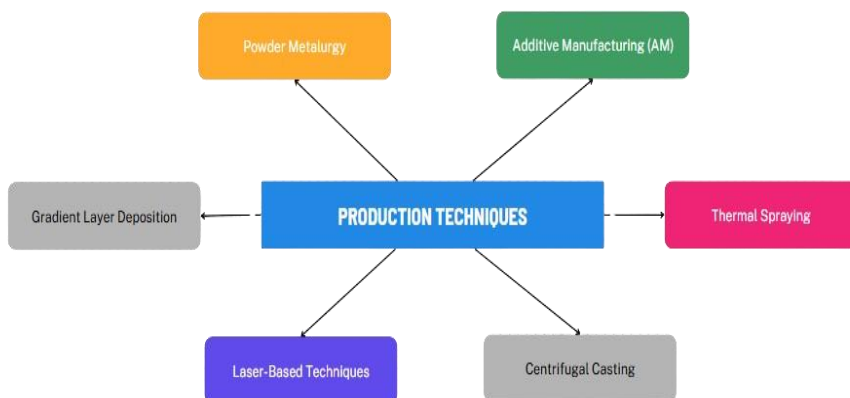 Powder Metalurgy
Additive Manufacturing (AM)
Gradient Layer Deposition
PRODUCTION TECHNIQUES
Thermal Spraying
Laser-Based Techniques
Centrifugal Casting